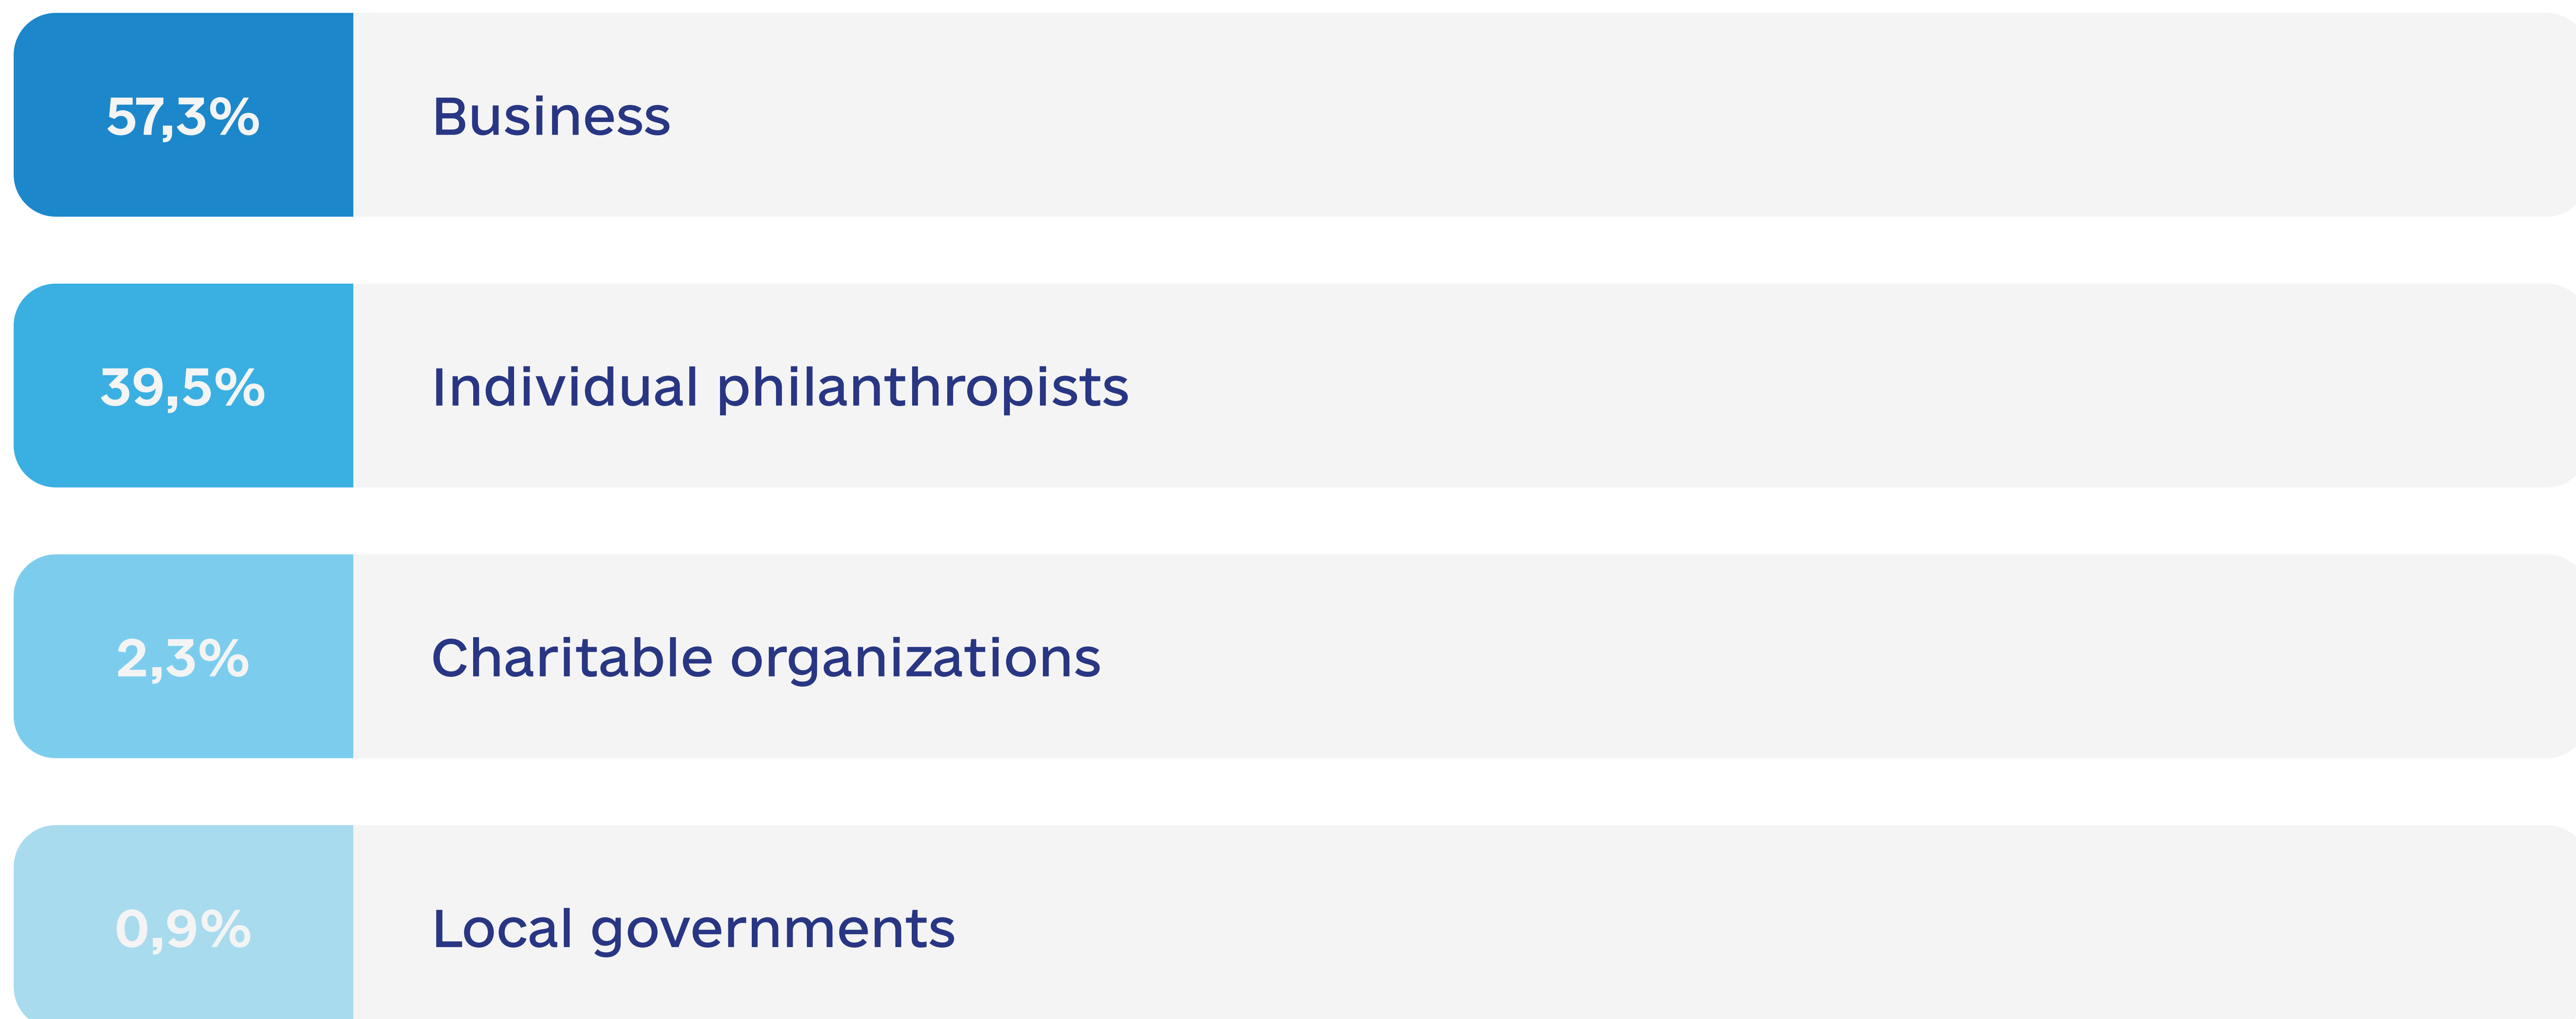 57,3% Business
39,5% Individual philanthropists
2,3% Charitable organizations
0,9% Local governments